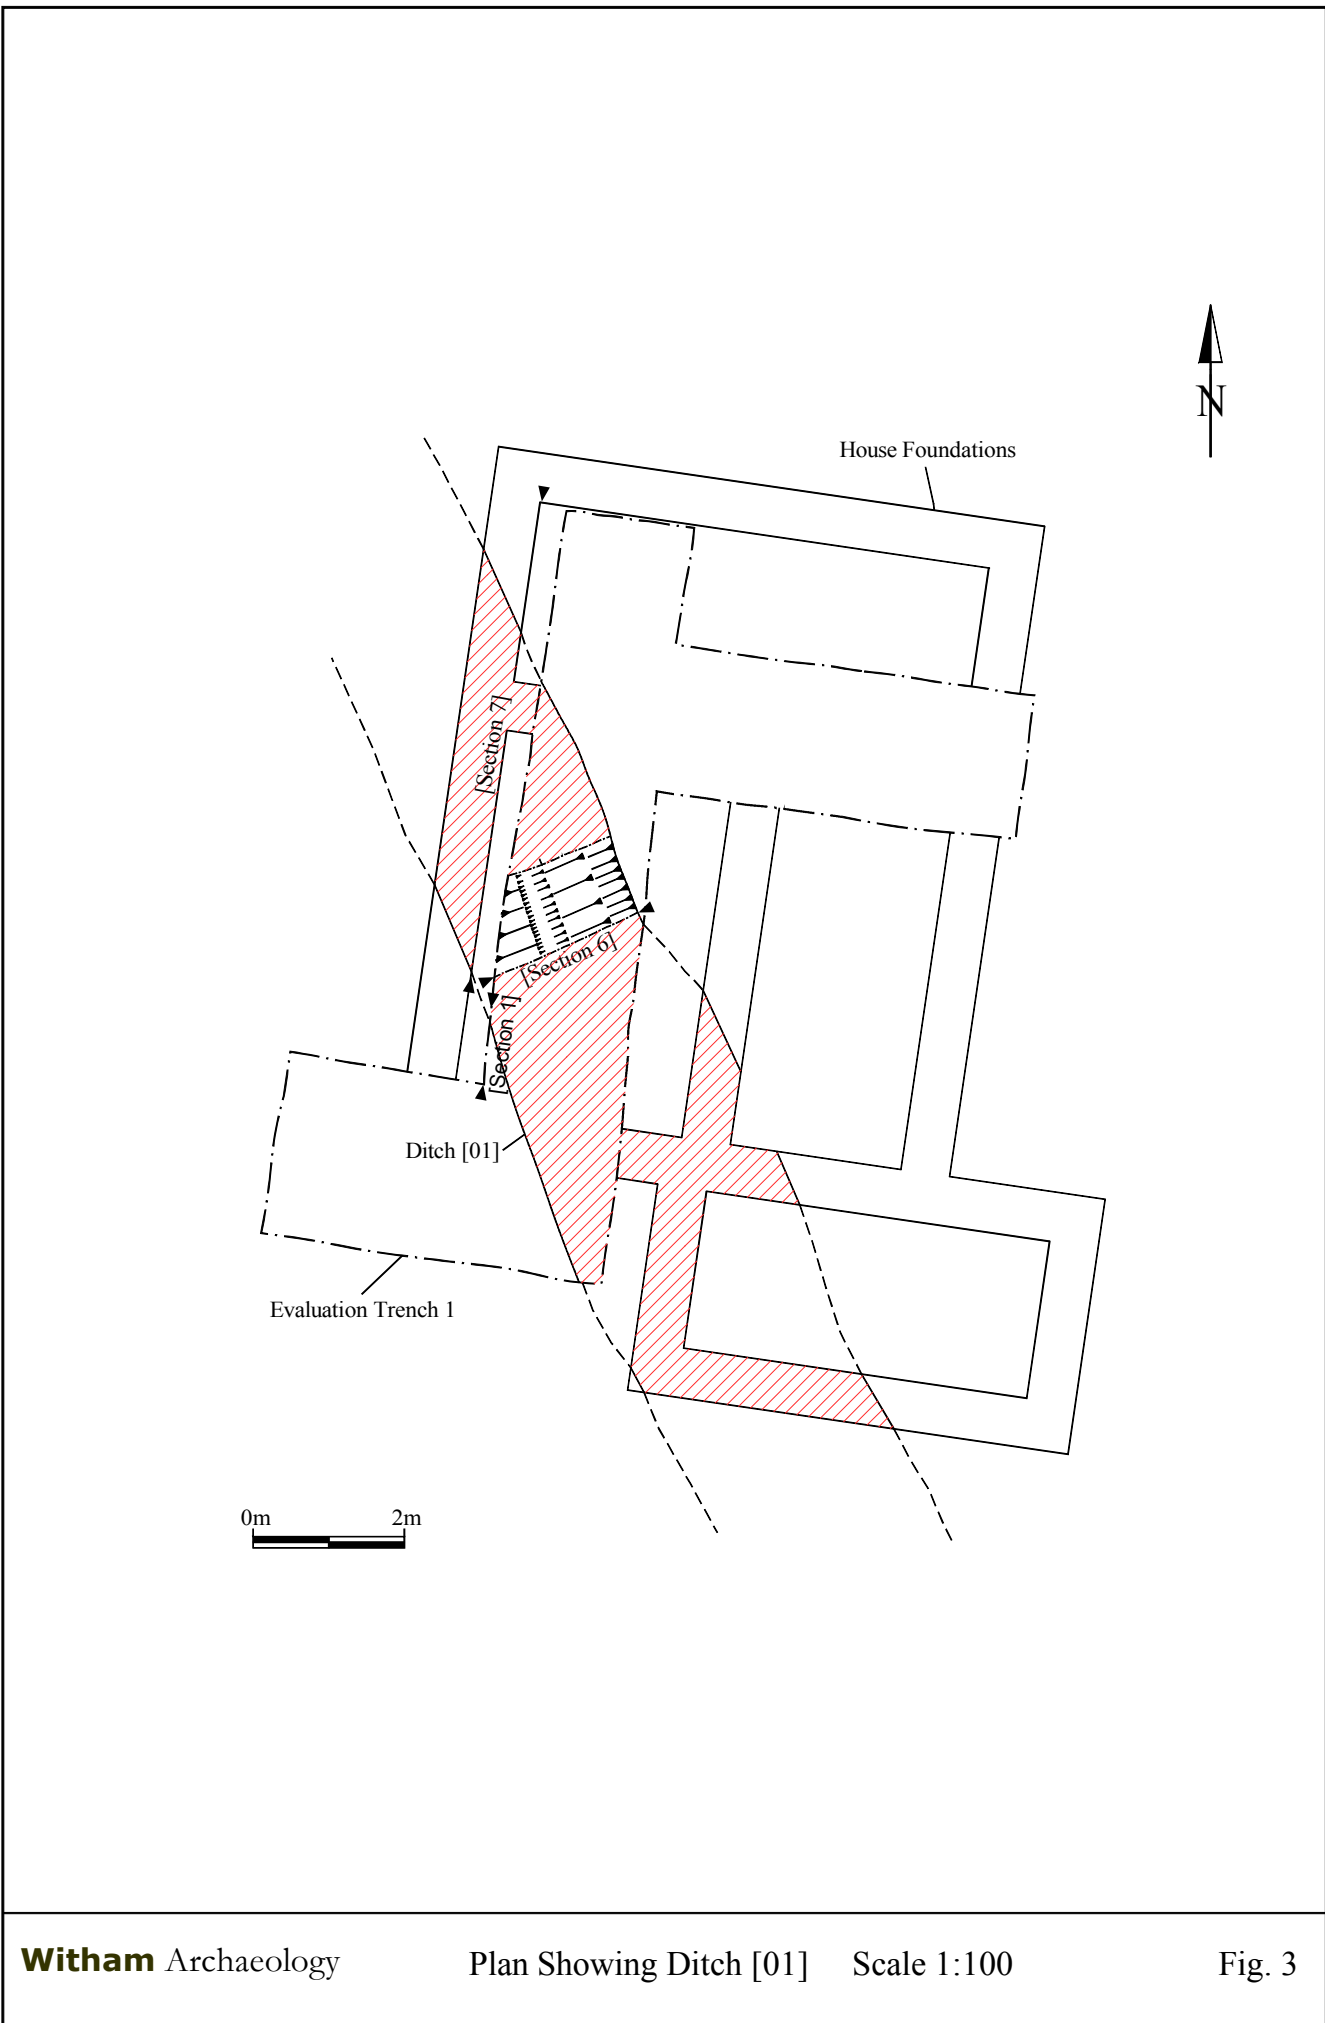 N
House Foundations
[Section 7]
[Section 6]
[Section 1]
Ditch [01]
Evaluation Trench 1
0m 2m
Witham Archaeology Plan Showing Ditch [01] Scale 1:100 Fig. 3